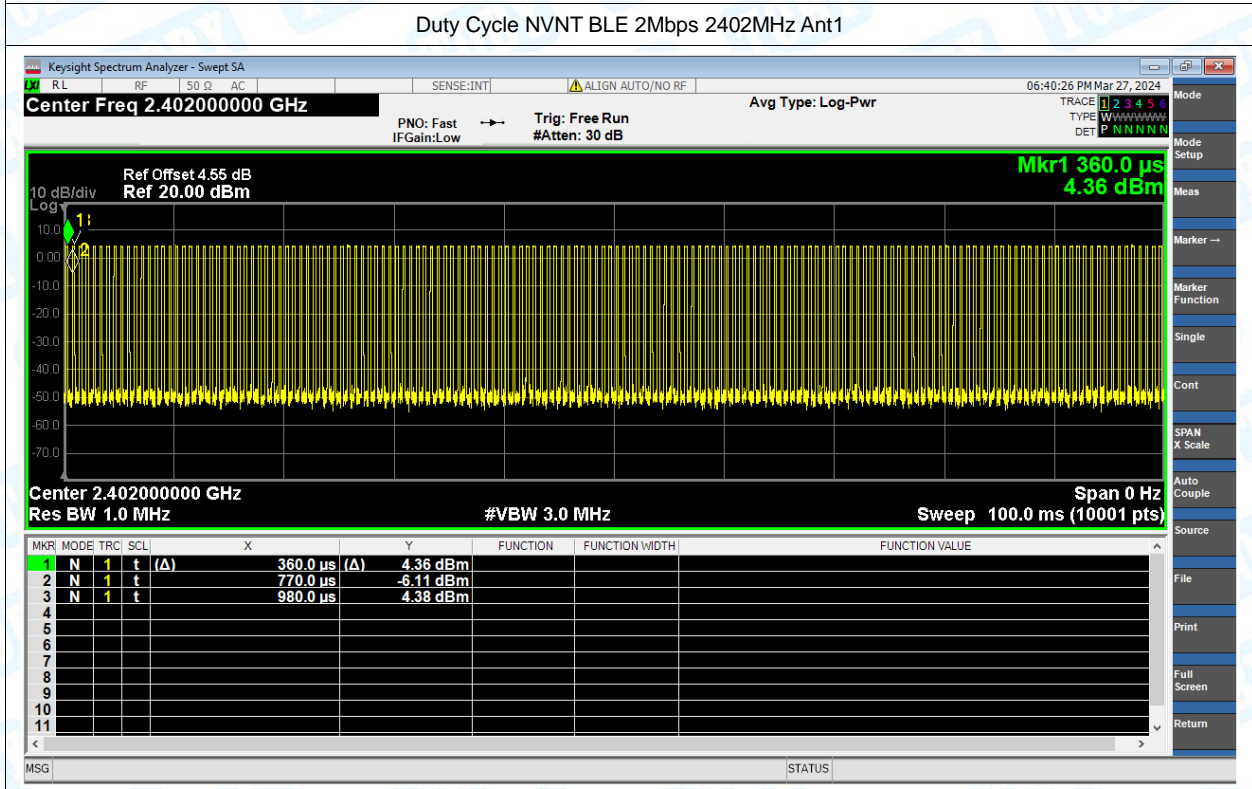 Duty Cycle NVNT BLE 2Mbps 2402MHz Ant1
Keysight Spectrum Analyzer - Swept SA
LXI RL RF 50 Ω AC SENSE:INT ALIGN AUTO/NO RF 06:40:26 PM Mar 27, 2024
Center Freq 2.402000000 GHz
Avg Type: Log-Pwr
TRACE 1 2 3 4 5 6
PNO: Fast Trig: Free Run
TYPE WWWWWW
IFGain:Low #Atten: 30 dB
DET P N N N N N
Mkr1 360.0 µs
4.36 dBm
Ref Offset 4.55 dB
10 dB/div Ref 20.00 dBm
Log
10.0
0.00
-10.0
-20.0
-30.0
-40.0
-50.0
-60.0
-70.0
1
2
Center 2.402000000 GHz Span 0 Hz
Res BW 1.0 MHz #VBW 3.0 MHz Sweep 100.0 ms (10001 pts)
MKR MODE TRC SCL X Y FUNCTION FUNCTION WIDTH FUNCTION VALUE
1 N 1 t (Δ) 360.0 µs (Δ) 4.36 dBm
2 N 1 t 770.0 µs -6.11 dBm
3 N 1 t 980.0 µs 4.38 dBm
4
5
6
7
8
9
10
11
MSG STATUS
Mode
Mode
Setup
Meas
Marker →
Marker
Function
Single
Cont
SPAN
X Scale
Auto
Couple
Source
File
Print
Full
Screen
Return